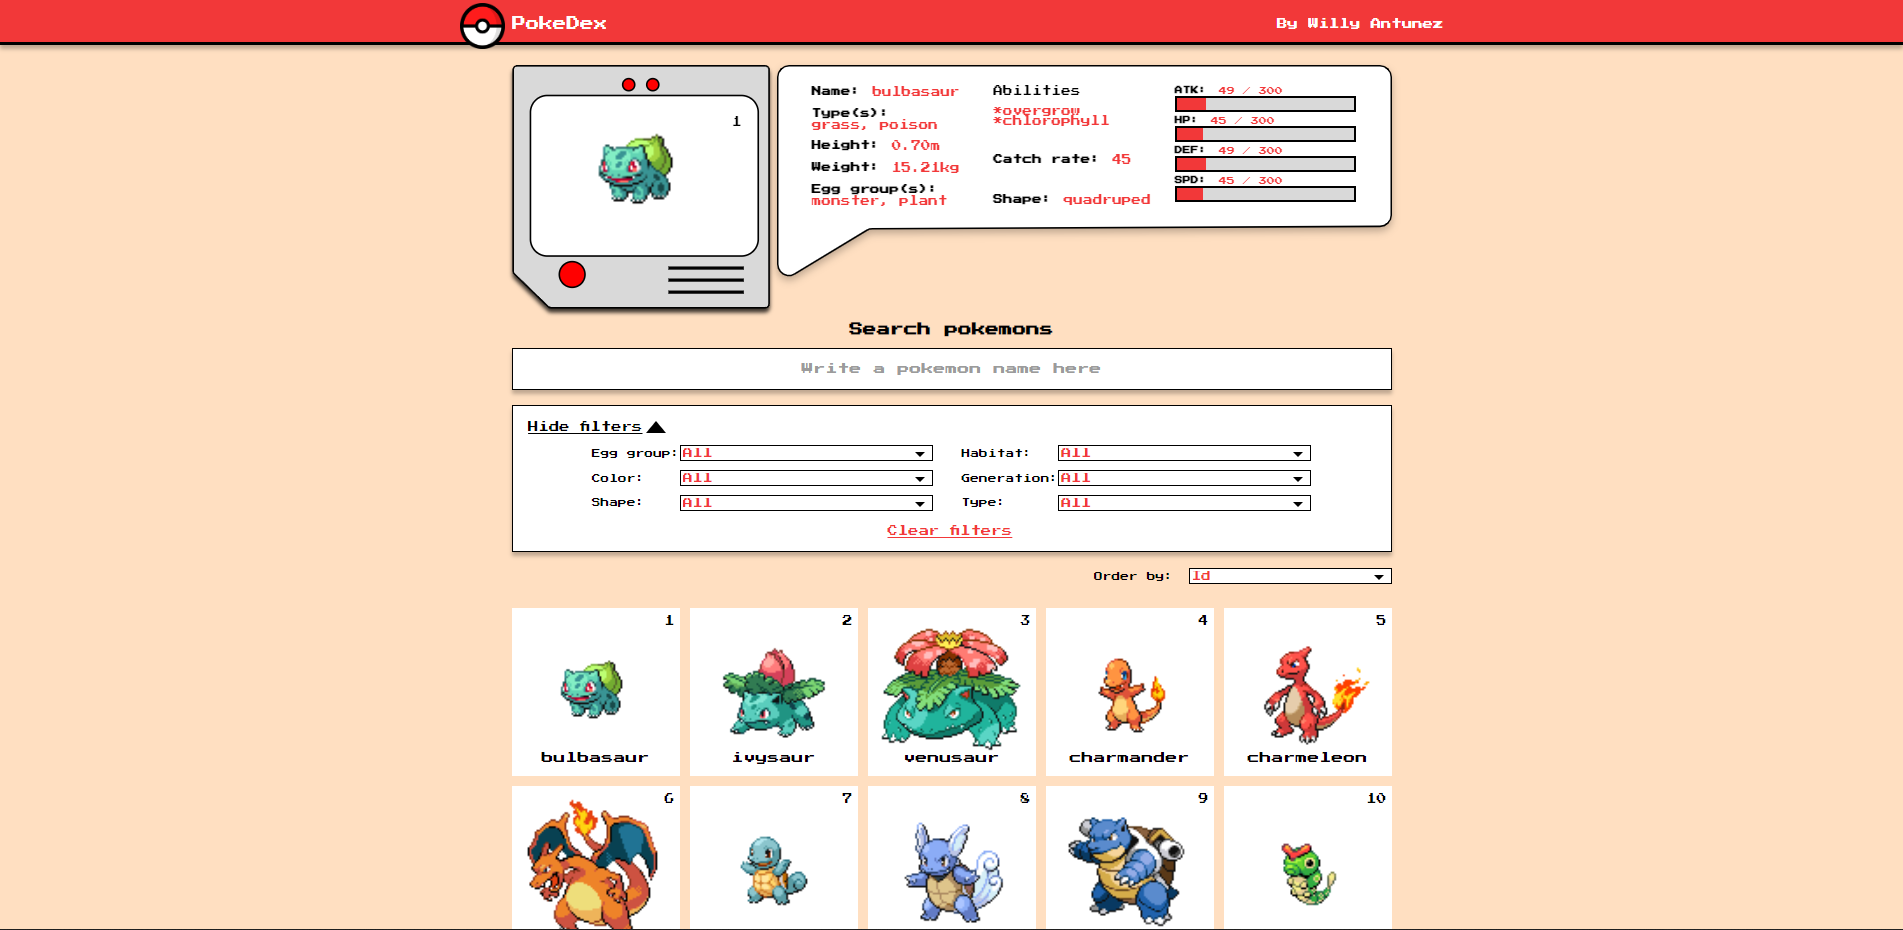 PokeDex
By Willy Antunez
1
Name: bulbasaur
Type(s):
grass, poison
Height: 0.70m
Weight: 15.21kg
Egg group(s):
monster, plant
Abilities
*overgrow
*chlorophyll
Catch rate: 45
Shape: quadruped
ATK: 49 / 300
HP: 45 / 300
DEF: 49 / 300
SPD: 45 / 300
Search pokemons
Write a pokemon name here
Hide filters
Egg group: All
Habitat: All
Color: All
Generation: All
Shape: All
Type: All
Clear filters
Order by: Id
1
2
3
4
5
bulbasaur
ivysaur
venusaur
charmander
charmeleon
6
7
8
9
10